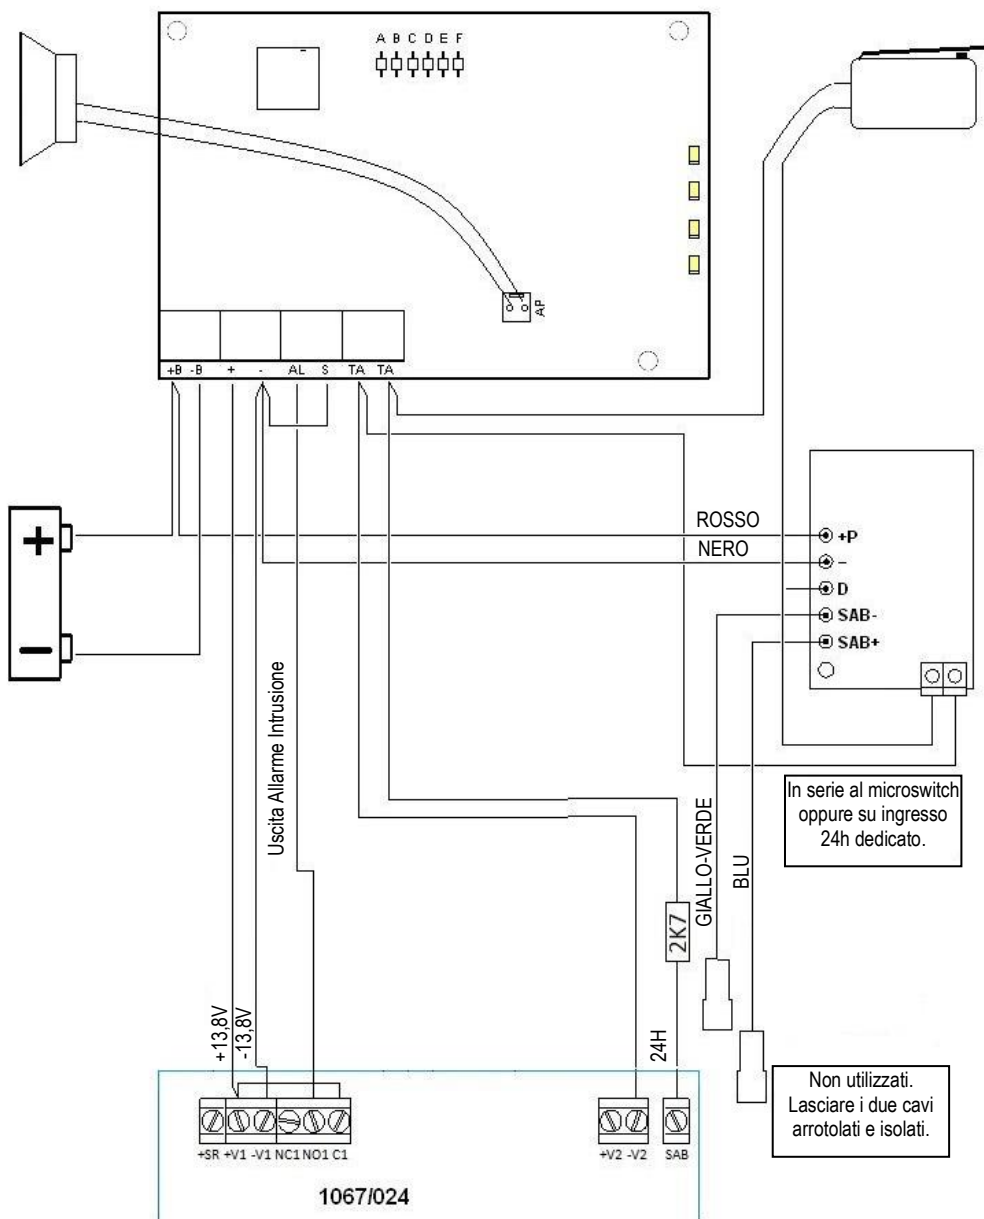 A B C D E F
AP
+B -B + - AL S TA TA
+
−
ROSSO
NERO
+P
−
D
SAB-
SAB+
Uscita Allarme Intrusione
In serie al microswitch
oppure su ingresso
24h dedicato.
GIALLO-VERDE
BLU
2K7
+13,8V
-13,8V
24H
Non utilizzati.
Lasciare i due cavi
arrotolati e isolati.
+SR +V1 -V1 NC1 NO1 C1
+V2 -V2 SAB
1067/024